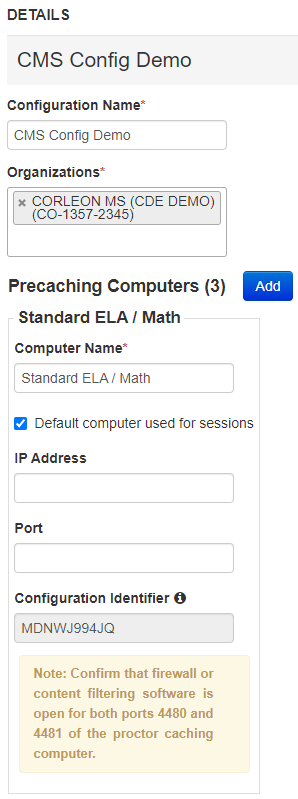 DETAILS
CMS Config Demo
Configuration Name*
CMS Config Demo
Organizations*
× CORLEON MS (CDE DEMO)
(CO-1357-2345)
Precaching Computers (3) Add
Standard ELA / Math
Computer Name*
Standard ELA / Math
Default computer used for sessions
IP Address
Port
Configuration Identifier
MDNWJ994JQ
Note: Confirm that firewall or
content filtering software is
open for both ports 4480 and
4481 of the proctor caching
computer.